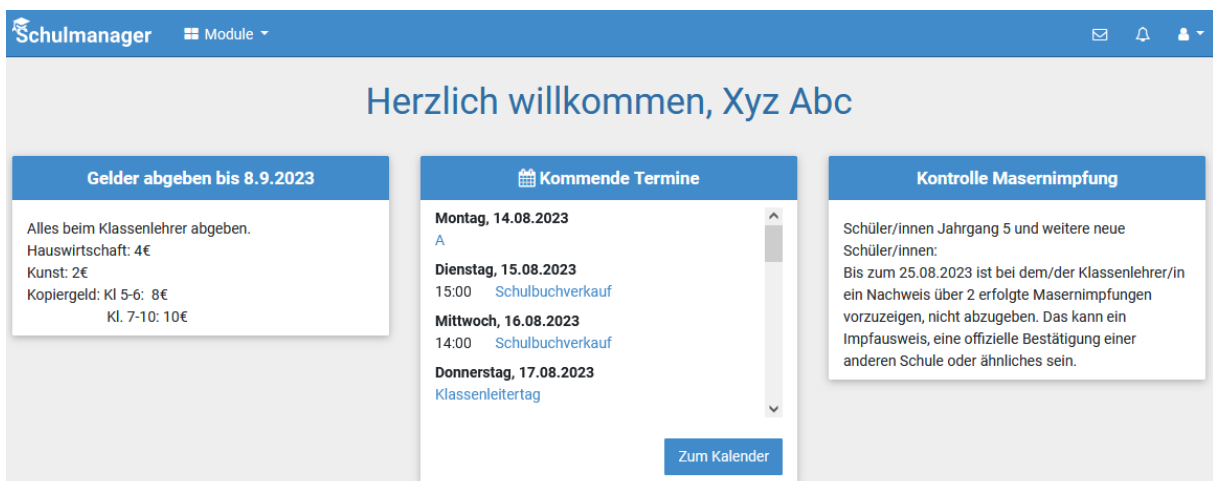 Schulmanager Module
Herzlich willkommen, Xyz Abc
Gelder abgeben bis 8.9.2023
Alles beim Klassenlehrer abgeben.
Hauswirtschaft: 4€
Kunst: 2€
Kopiergeld: Kl 5-6: 8€
Kl. 7-10: 10€
Kommende Termine
Montag, 14.08.2023
A
Dienstag, 15.08.2023
15:00 Schulbuchverkauf
Mittwoch, 16.08.2023
14:00 Schulbuchverkauf
Donnerstag, 17.08.2023
Klassenleitertag
Zum Kalender
Kontrolle Masernimpfung
Schüler/innen Jahrgang 5 und weitere neue
Schüler/innen:
Bis zum 25.08.2023 ist bei dem/der Klassenlehrer/in
ein Nachweis über 2 erfolgte Masernimpfungen
vorzuzeigen, nicht abzugeben. Das kann ein
Impfausweis, eine offizielle Bestätigung einer
anderen Schule oder ähnliches sein.